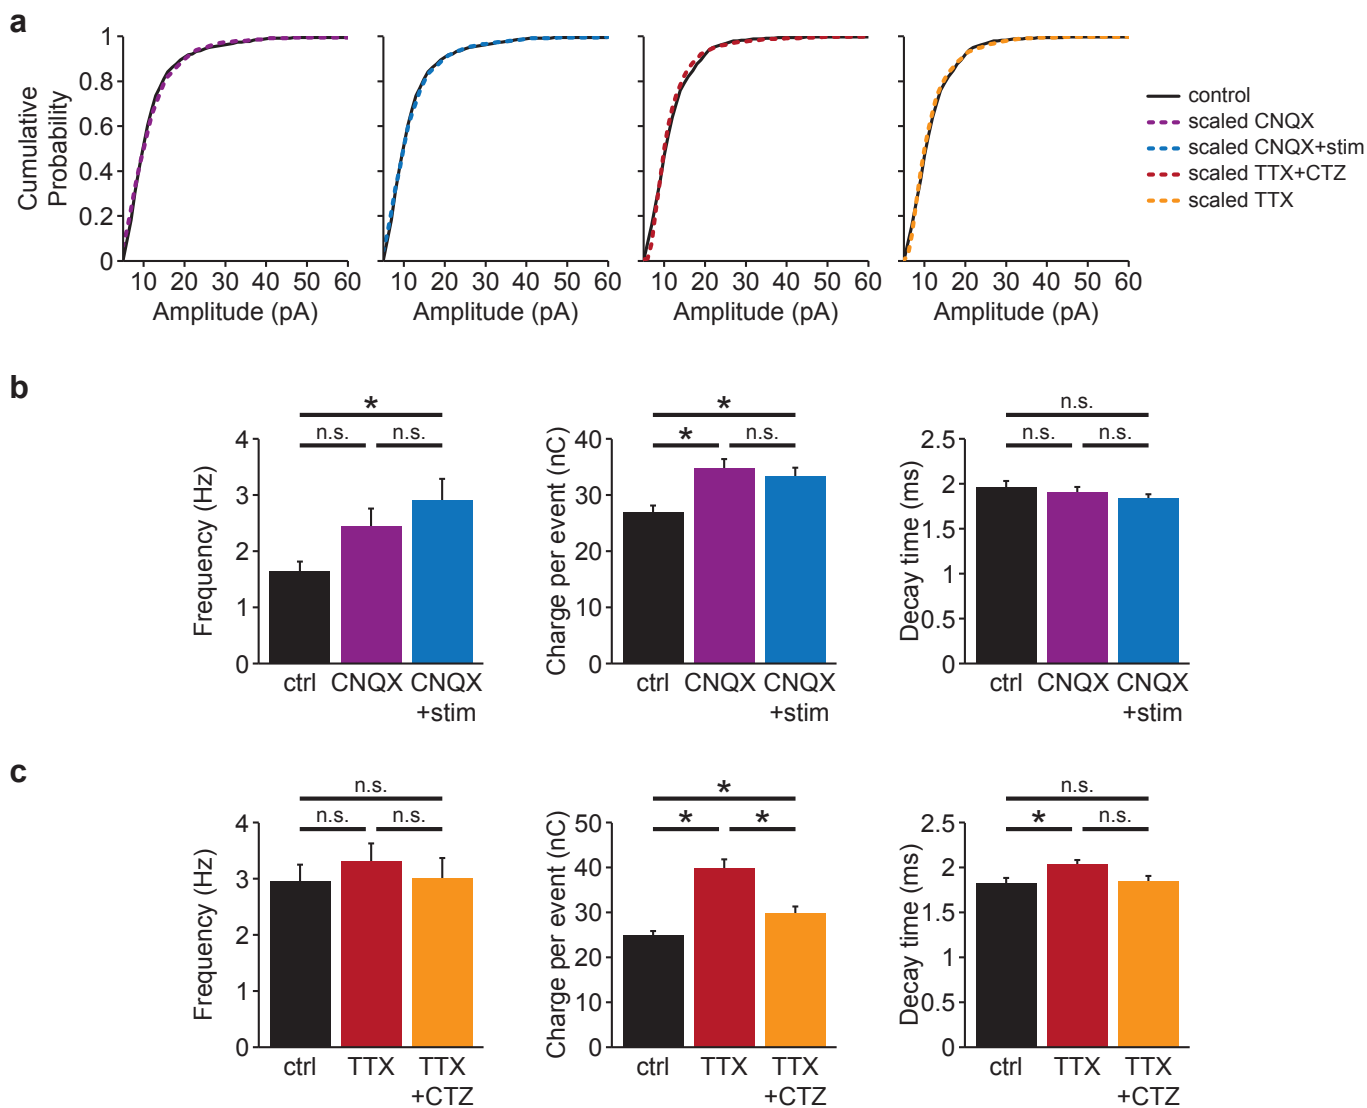 a
Cumulative
Probability
1
0.8
0.6
0.4
0.2
0
10 20 30 40 50 60
Amplitude (pA)
10 20 30 40 50 60
Amplitude (pA)
10 20 30 40 50 60
Amplitude (pA)
10 20 30 40 50 60
Amplitude (pA)
control
scaled CNQX
scaled CNQX+stim
scaled TTX+CTZ
scaled TTX
b
Frequency (Hz)
4
3
2
1
0
*
n.s. n.s.
ctrl CNQX CNQX
+stim
Charge per event (nC)
40
30
20
10
0
*
* n.s.
ctrl CNQX CNQX
+stim
Decay time (ms)
2.5
2
1.5
1
0.5
0
n.s.
n.s. n.s.
ctrl CNQX CNQX
+stim
c
Frequency (Hz)
4
3
2
1
0
n.s.
n.s. n.s.
ctrl TTX TTX
+CTZ
Charge per event (nC)
50
40
30
20
10
0
*
* *
ctrl TTX TTX
+CTZ
Decay time (ms)
2.5
2
1.5
1
0.5
0
n.s.
* n.s.
ctrl TTX TTX
+CTZ